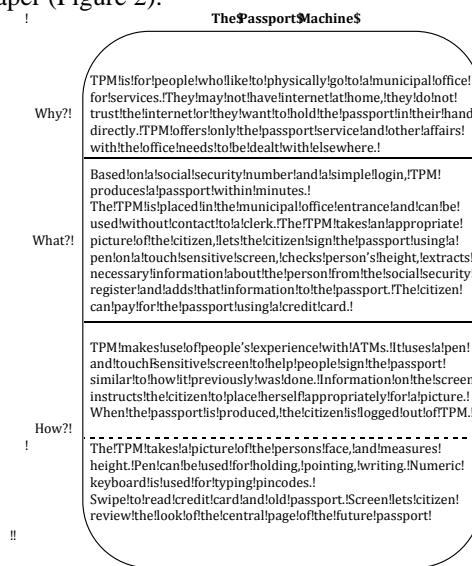 aper (Figure 2).
!
The$Passport$Machine$
TPM!is!for!people!who!like!to!physically!go!to!a!municipal!office!
for!services.!They!may!not!have!internet!at!home,!they!do!not!
Why?!
trust!the!internet!or!they!want!to!hold!the!passport!in!their!hand
directly.!TPM!offers!only!the!passport!service!and!other!affairs!
with!the!office!needs!to!be!dealt!with!elsewhere.!
Based!on!a!social!security!number!and!a!simple!login,!TPM!
produces!a!passport!within!minutes.!
The!TPM!is!placed!in!the!municipal!office!entrance!and!can!be!
used!without!contact!to!a!clerk.!The!TPM!takes!an!appropriate!
What?!
picture!of!the!citizen,!lets!the!citizen!sign!the!passport!using!a!
pen!on!a!touch!sensitive!screen,!checks!person's!height,!extracts!
necessary!information!about!the!person!from!the!social!security!
register!and!adds!that!information!to!the!passport.!The!citizen!
can!pay!for!the!passport!using!a!credit!card.!
TPM!makes!use!of!people's!experience!with!ATMs.!It!uses!a!pen!
and!touchRsensitive!screen!to!help!people!sign!the!passport!
similar!to!how!it!previously!was!done.!Information!on!the!screen
instructs!the!citizen!to!place!herself!appropriately!for!a!picture.!
When!the!passport!is!produced,!the!citizen!is!logged!out!of!TPM.!
How?!
!
The!TPM!takes!a!picture!of!the!persons!face,!and!measures!
height.!Pen!can!be!used!for!holding,!pointing,!writing.!Numeric!
keyboard!is!used!for!typing!pincodes.!
Swipe!to!read!credit!card!and!old!passport.!Screen!lets!citizen!
review!the!look!of!the!central!page!of!the!future!passport!
!!